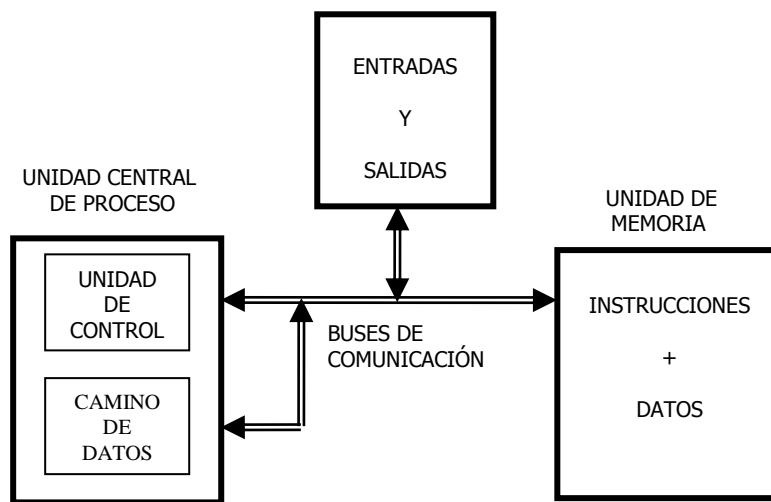 ENTRADAS
Y
SALIDAS
UNIDAD CENTRAL
DE PROCESO
UNIDAD DE
MEMORIA
UNIDAD
DE
CONTROL
CAMINO
DE
DATOS
BUSES DE
COMUNICACIÓN
INSTRUCCIONES
+
DATOS